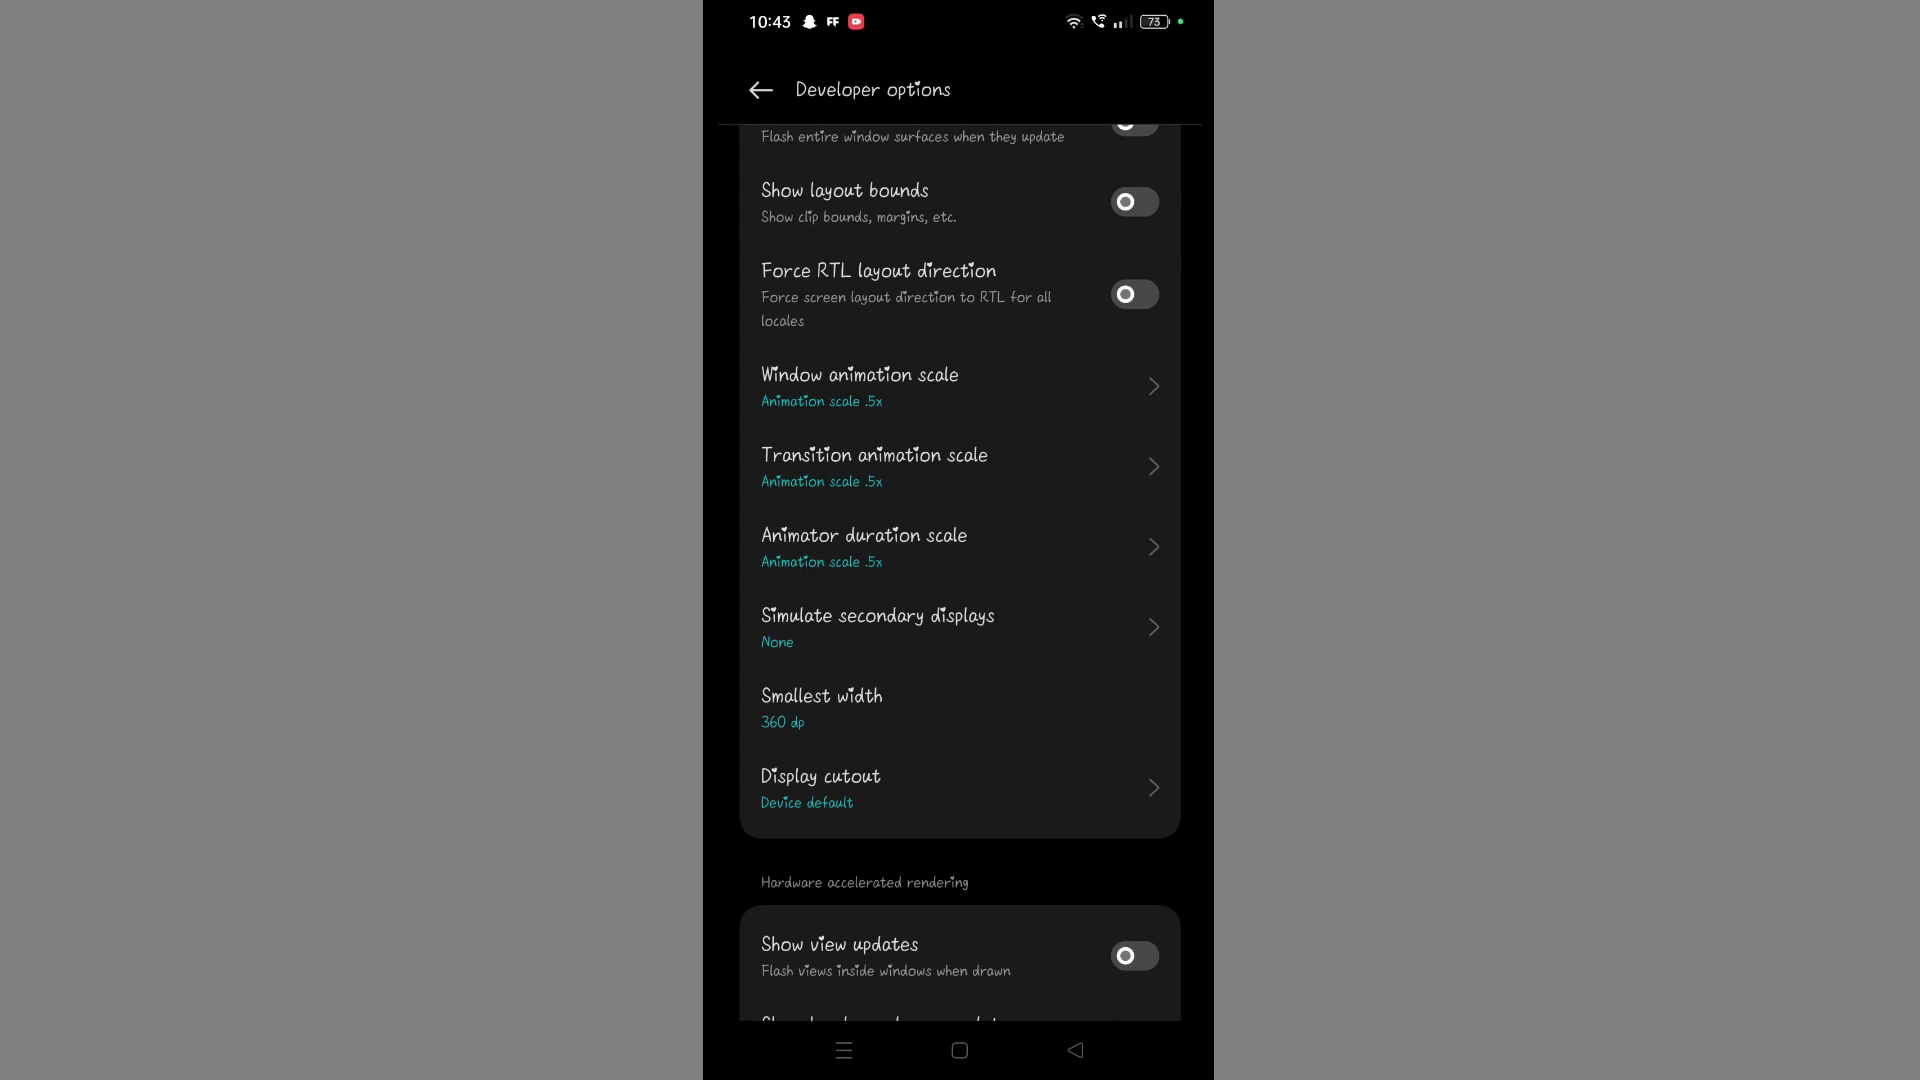 10:43 FF 73
Developer options
Flash entire window surfaces when they update
Show layout bounds
Show clip bounds, margins, etc.
Force RTL layout direction
Force screen layout direction to RTL for all
locales
Window animation scale
Animation scale .5x
Transition animation scale
Animation scale .5x
Animator duration scale
Animation scale .5x
Simulate secondary displays
None
Smallest width
360 dp
Display cutout
Device default
Hardware accelerated rendering
Show view updates
Flash views inside windows when drawn